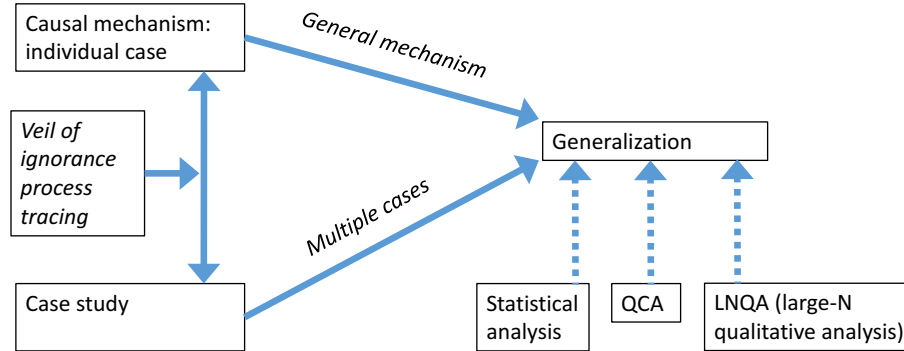 Causal mechanism:
individual case
General mechanism
Veil of
ignorance
process
tracing
Generalization
Multiple cases
Case study
Statistical
analysis
QCA
LNQA (large-N
qualitative analysis)